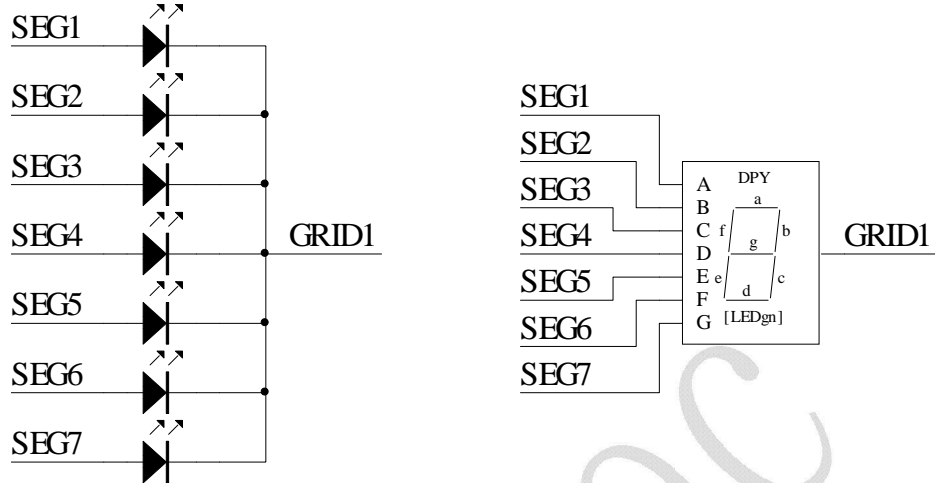 SEG1
SEG2
SEG3
SEG4
SEG5
SEG6
SEG7
GRID1
SEG1
SEG2
SEG3
SEG4
SEG5
SEG6
SEG7
A
B
C
D
E
F
G
DPY
a
f
b
g
e
c
d
[LEDgn]
GRID1